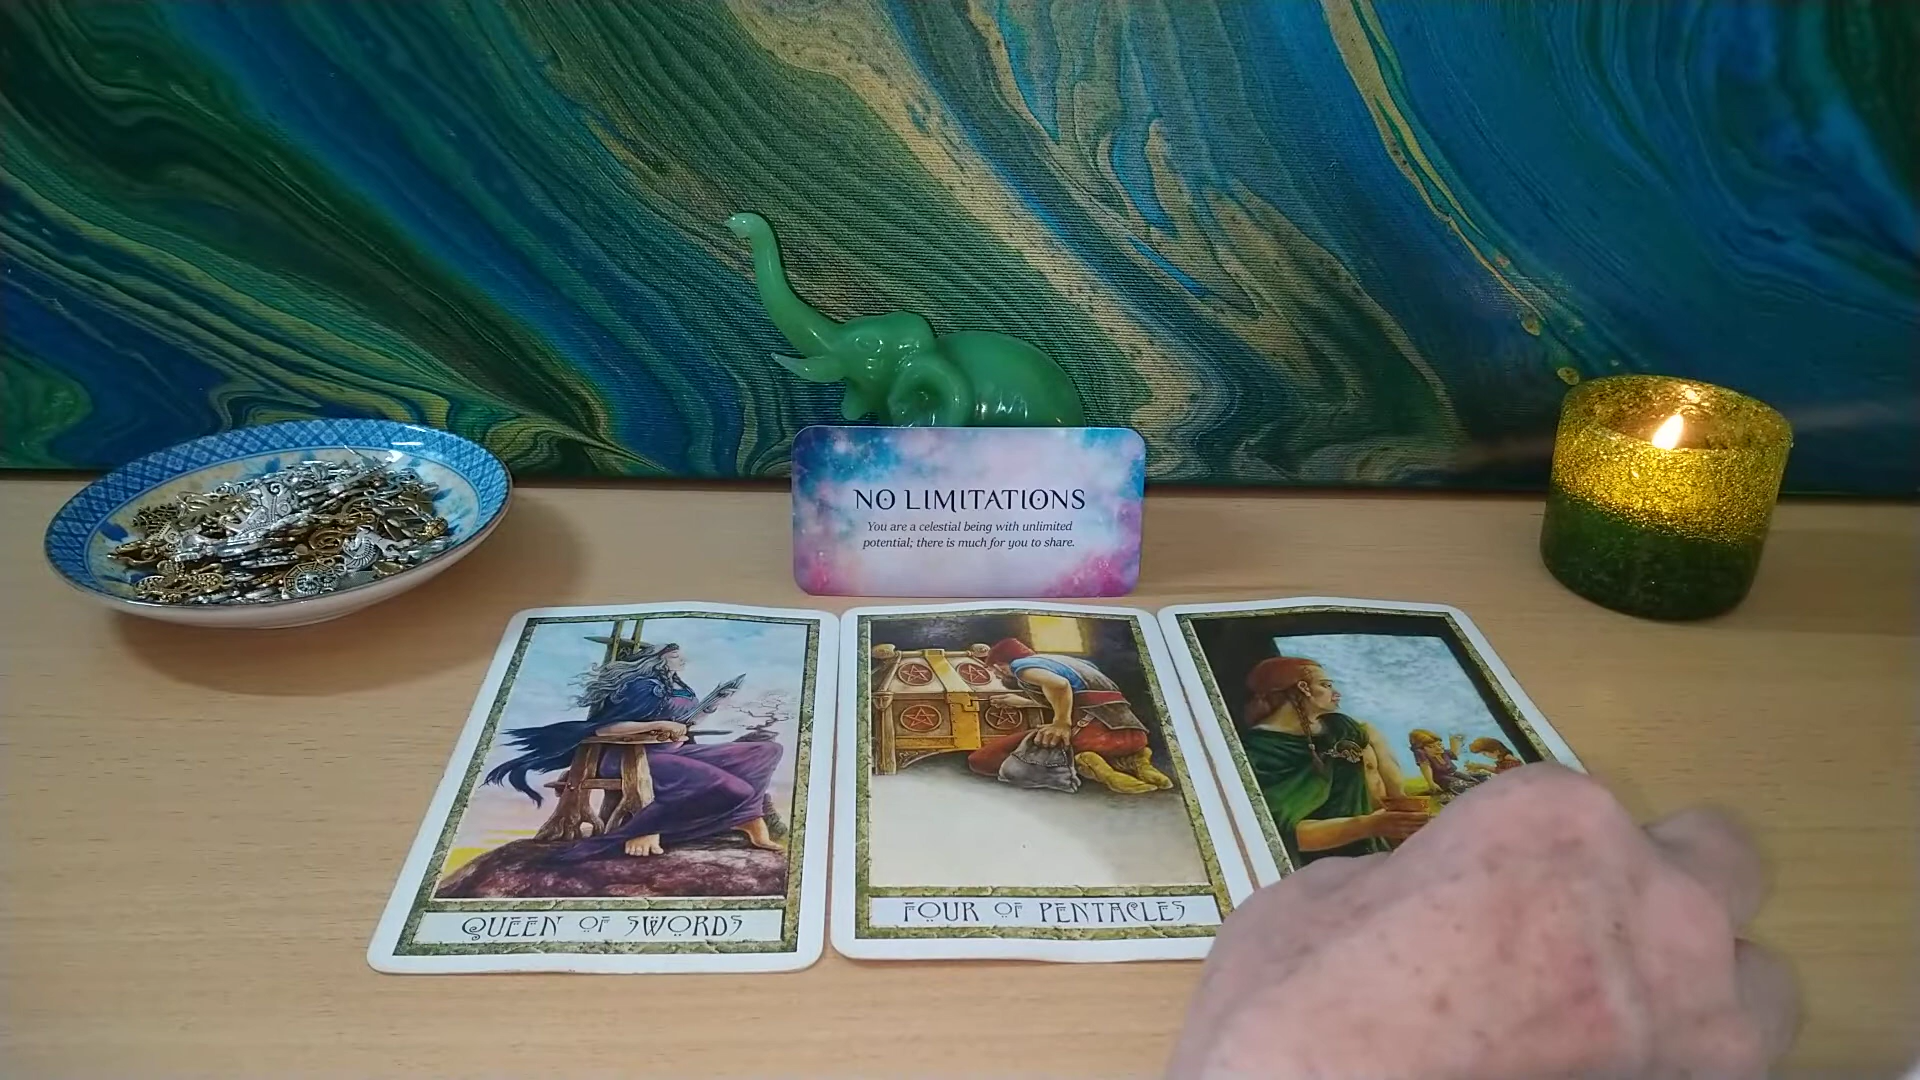 NO LIMITATIONS
You are a celestial being with unlimited
potential; there is much for you to share.
QUEEN OF SWORDS
FOUR OF PENTACLES